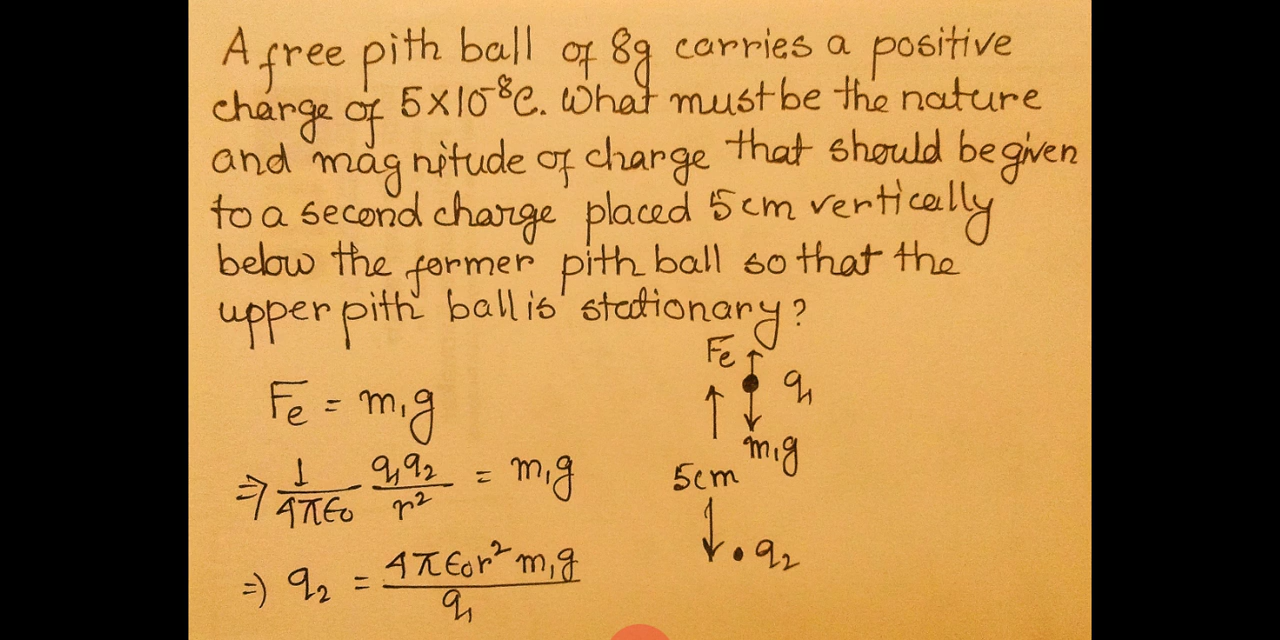 A free pith ball of 8g carries a positive
charge of 5×10⁻⁸C. What must be the nature
and magnitude of charge that should be given
to a second charge placed 5cm vertically
below the former pith ball so that the
upper pith ball is stationary?
Fe
q₁
Fe = m₁g
m₁g
⇒ 1/4πϵ₀ q₁q₂/r² = m₁g
5cm
q₂
⇒ q₂ = 4πϵ₀r²m₁g/q₁